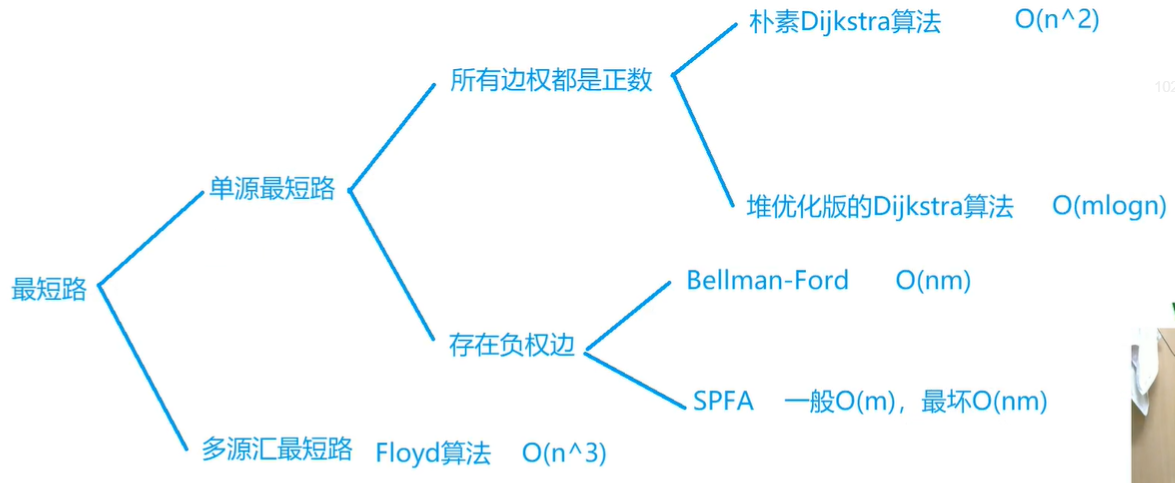 朴素Dijkstra算法 O(n^2)
所有边权都是正数
102
单源最短路
堆优化版的Dijkstra算法 O(mlogn)
最短路
Bellman-Ford O(nm)
存在负权边
SPFA 一般O(m)，最坏O(nm)
多源汇最短路 Floyd算法 O(n^3)